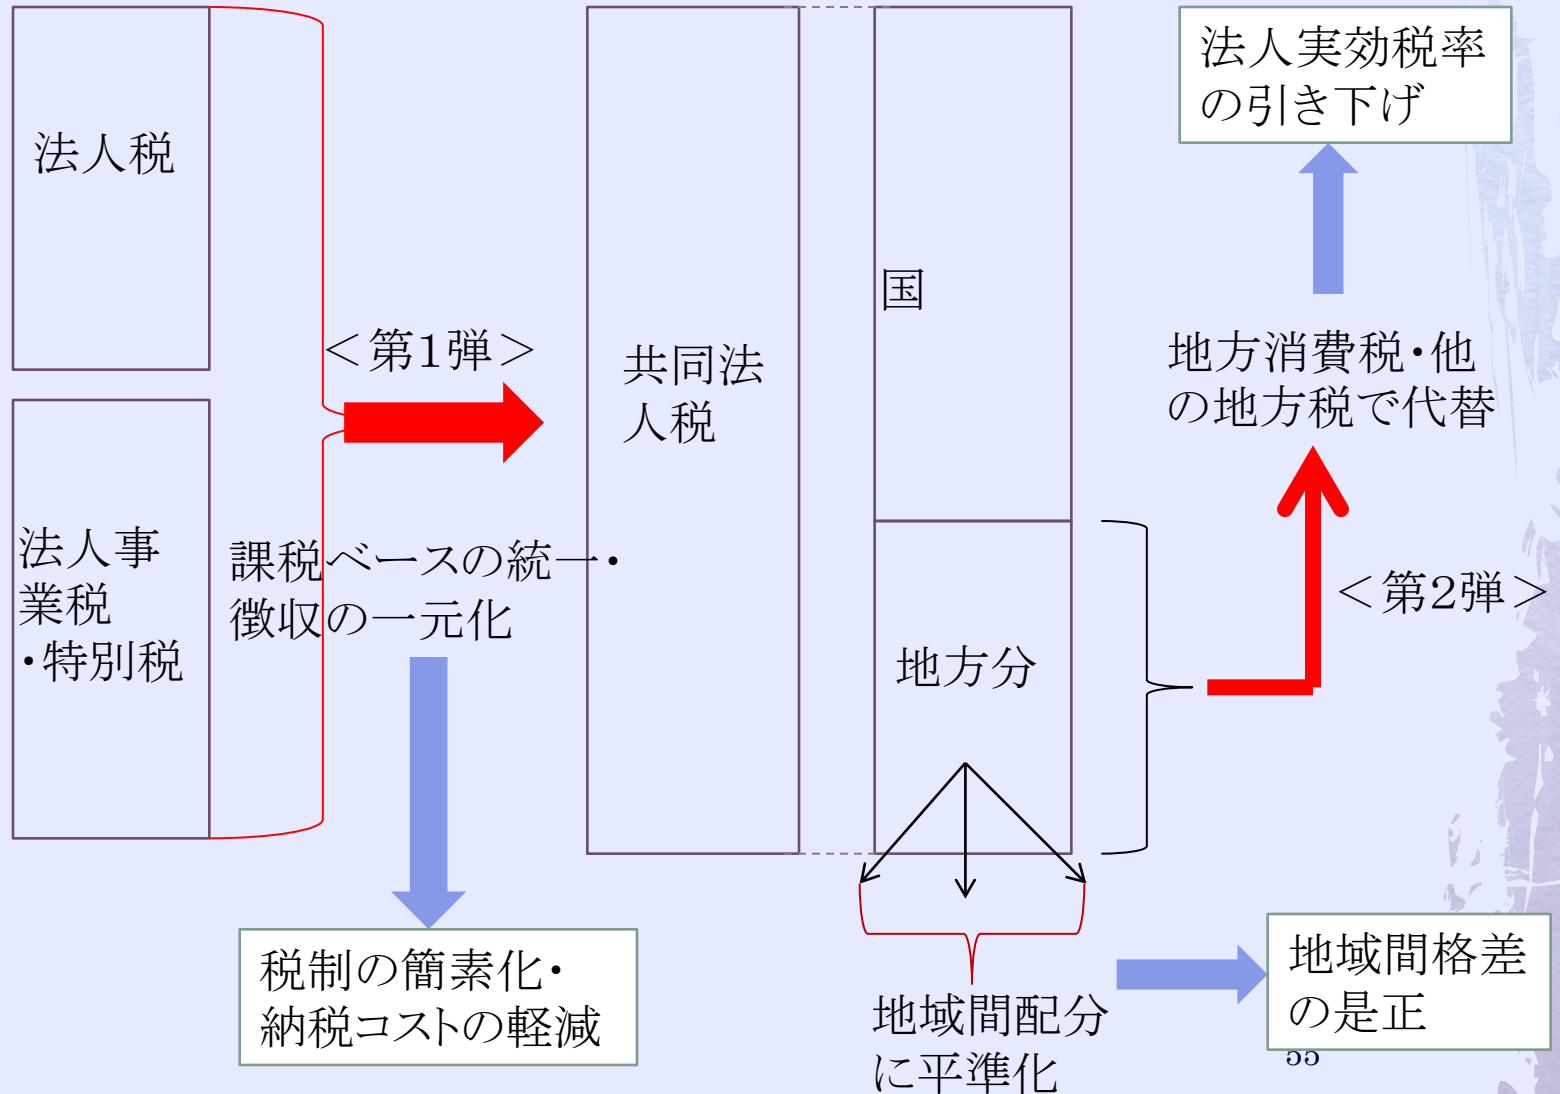 法人税
法人事
業税
・特別税
＜第1弾＞
課税ベースの統一・
徴収の一元化
税制の簡素化・
納税コストの軽減
共同法
人税
国
地方分
地域間配分
に平準化
法人実効税率
の引き下げ
地方消費税・他
の地方税で代替
＜第2弾＞
地域間格差
の是正
55